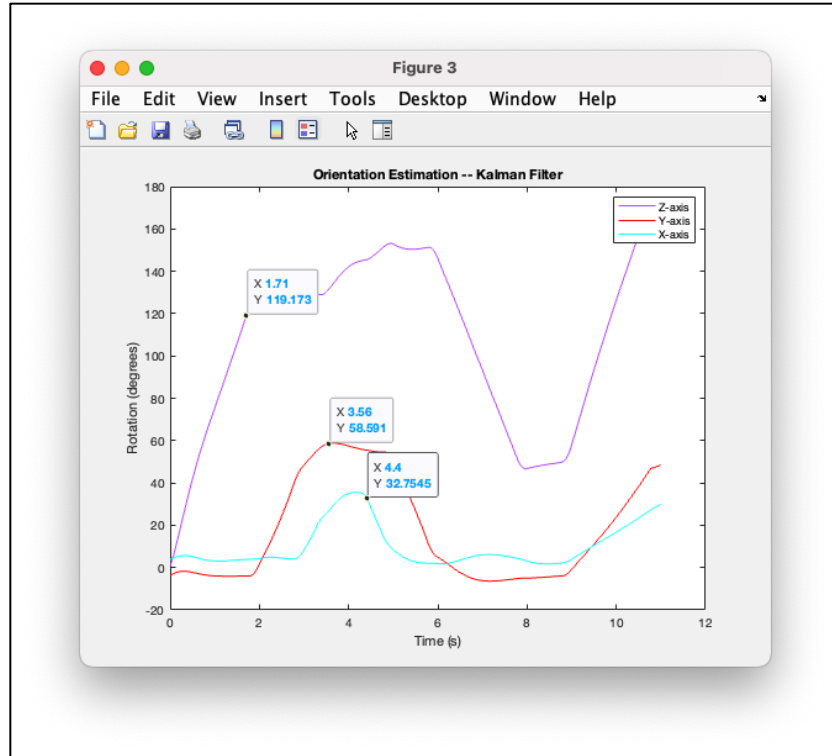 Figure 3
File Edit View Insert Tools Desktop Window Help
Orientation Estimation -- Kalman Filter
180
160
140
120
100
80
60
40
20
0
-20
Rotation (degrees)
Z-axis
Y-axis
X-axis
X 1.71
Y 119.173
X 3.56
Y 58.591
X 4.4
Y 32.7545
0 2 4 6 8 10 12
Time (s)